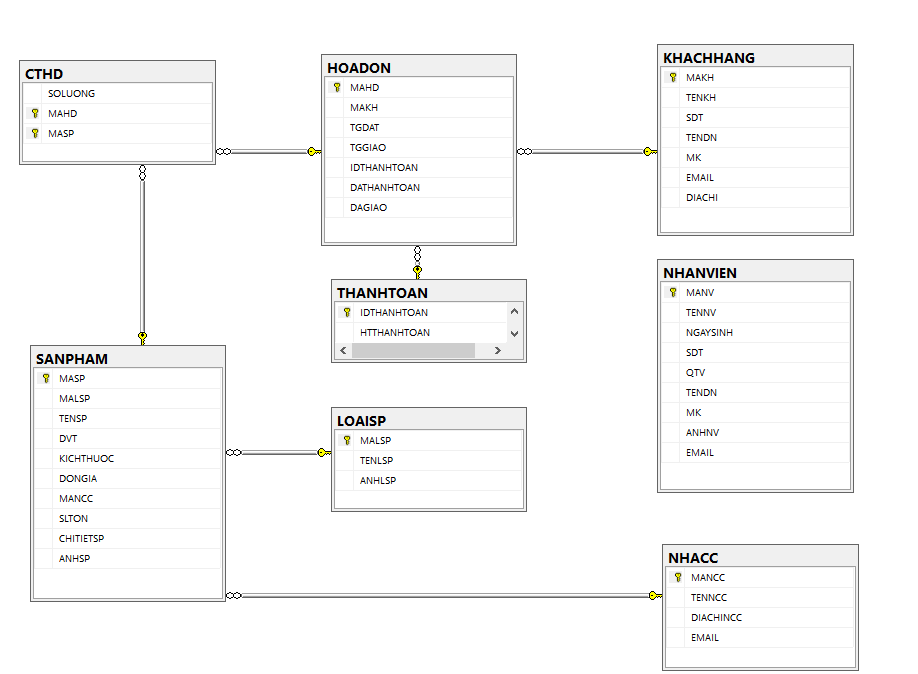 CTHD
SOLUONG
MAHD
MASP
HOADON
MAHD
MAKH
TGDAT
TGGIAO
IDTHANHTOAN
DATHANHTOAN
DAGIAO
KHACHHANG
MAKH
TENKH
SDT
TENDN
MK
EMAIL
DIACHI
THANHTOAN
IDTHANHTOAN
HTTHANHTOAN
NHANVIEN
MANV
TENNV
NGAYSINH
SDT
QTV
TENDN
MK
ANHNV
EMAIL
SANPHAM
MASP
MALSP
TENSP
DVT
KICHTHUOC
DONGIA
MANCC
SLTON
CHITIETSP
ANHSP
LOAISP
MALSP
TENLSP
ANHLSP
NHACC
MANCC
TENNCC
DIACHINCC
EMAIL